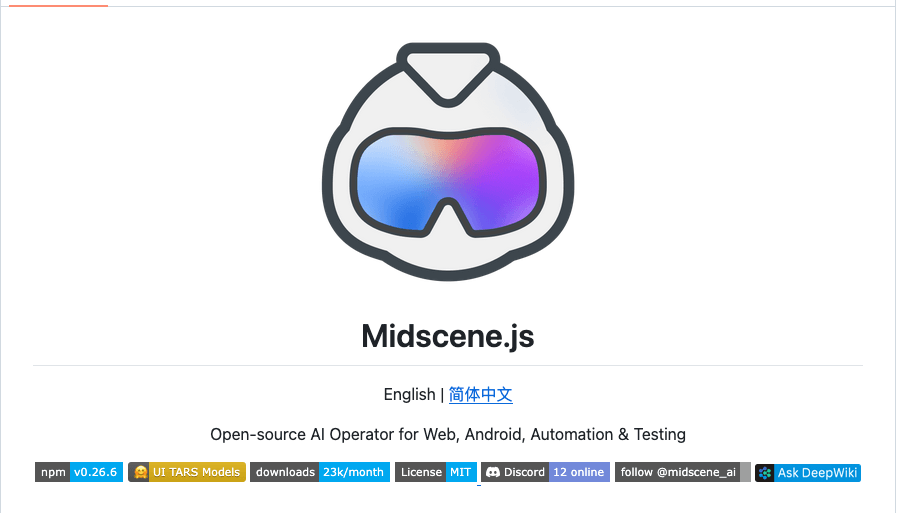 Midscene.js
English | 简体中文
Open-source AI Operator for Web, Android, Automation & Testing
npm v0.26.6 UI TARS Models downloads 23k/month License MIT Discord 12 online follow @midscene_ai Ask DeepWiki